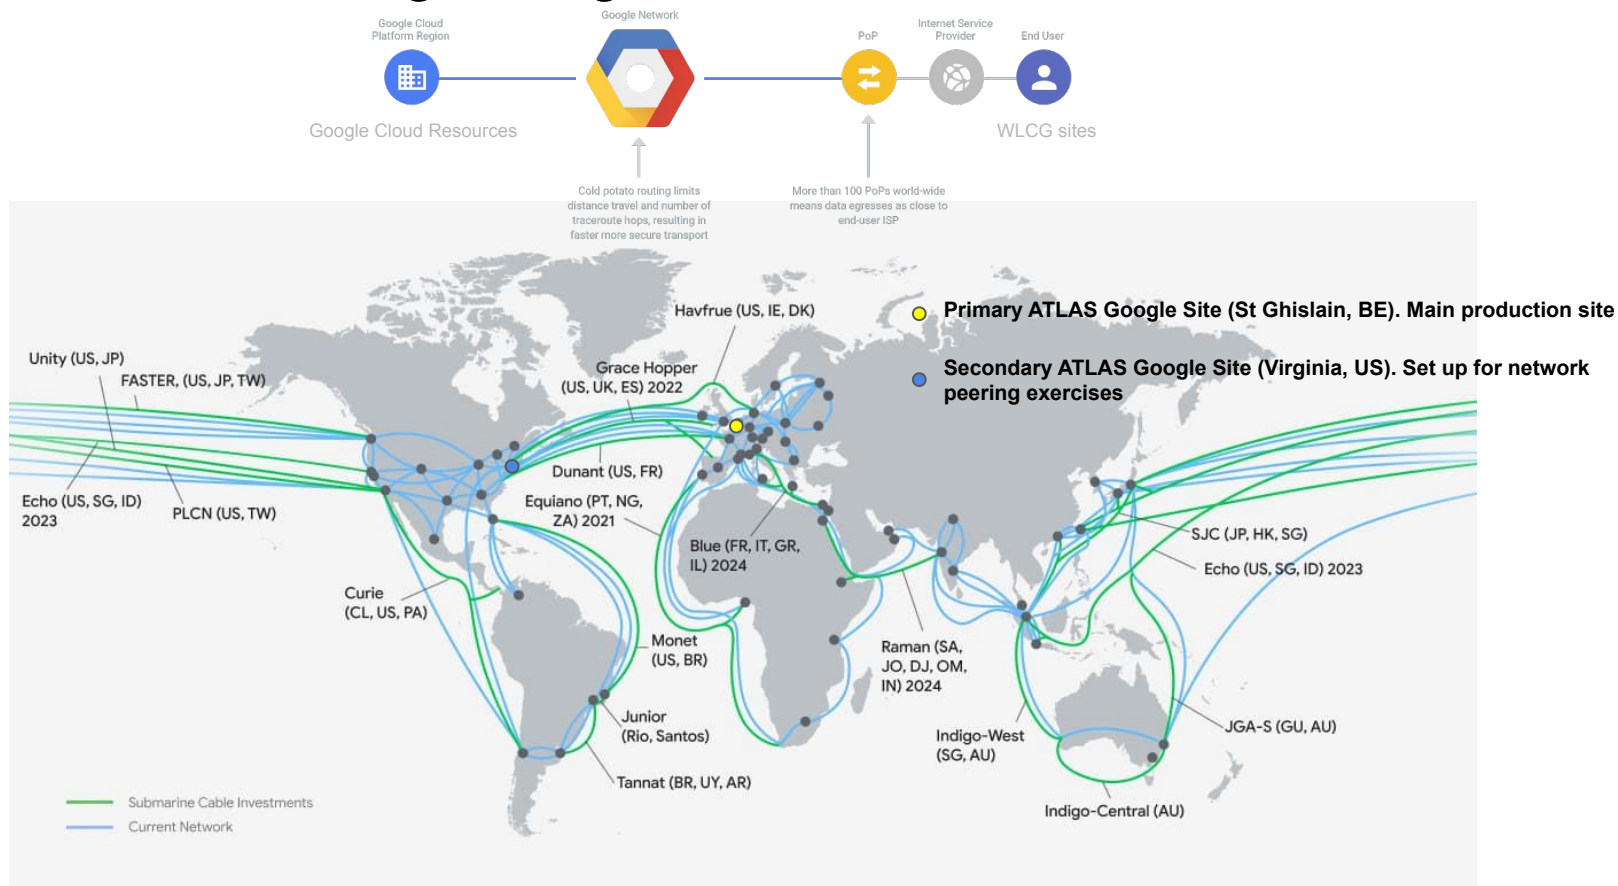 Google Cloud
Platform Region
Google Network
PoP
Internet Service
Provider
End User
Google Cloud Resources
WLCG sites
Cold potato routing limits
distance travel and number of
traceroute hops, resulting in
faster more secure transport
More than 100 PoPs world-wide
means data egresses as close to
end-user ISP
Primary ATLAS Google Site (St Ghislain, BE). Main production site
Secondary ATLAS Google Site (Virginia, US). Set up for network
peering exercises
Havfrue (US, IE, DK)
Unity (US, JP)
FASTER, (US, JP, TW)
Grace Hopper
(US, UK, ES) 2022
Dunant (US, FR)
Echo (US, SG, ID)
2023
PLCN (US, TW)
Equiano (PT, NG,
ZA) 2021
Blue (FR, IT, GR,
IL) 2024
SJC (JP, HK, SG)
Echo (US, SG, ID) 2023
Curie
(CL, US, PA)
Monet
(US, BR)
Raman (SA,
JO, DJ, OM,
IN) 2024
Junior
(Rio, Santos)
Indigo-West
(SG, AU)
JGA-S (GU, AU)
Tannat (BR, UY, AR)
Indigo-Central (AU)
Submarine Cable Investments
Current Network